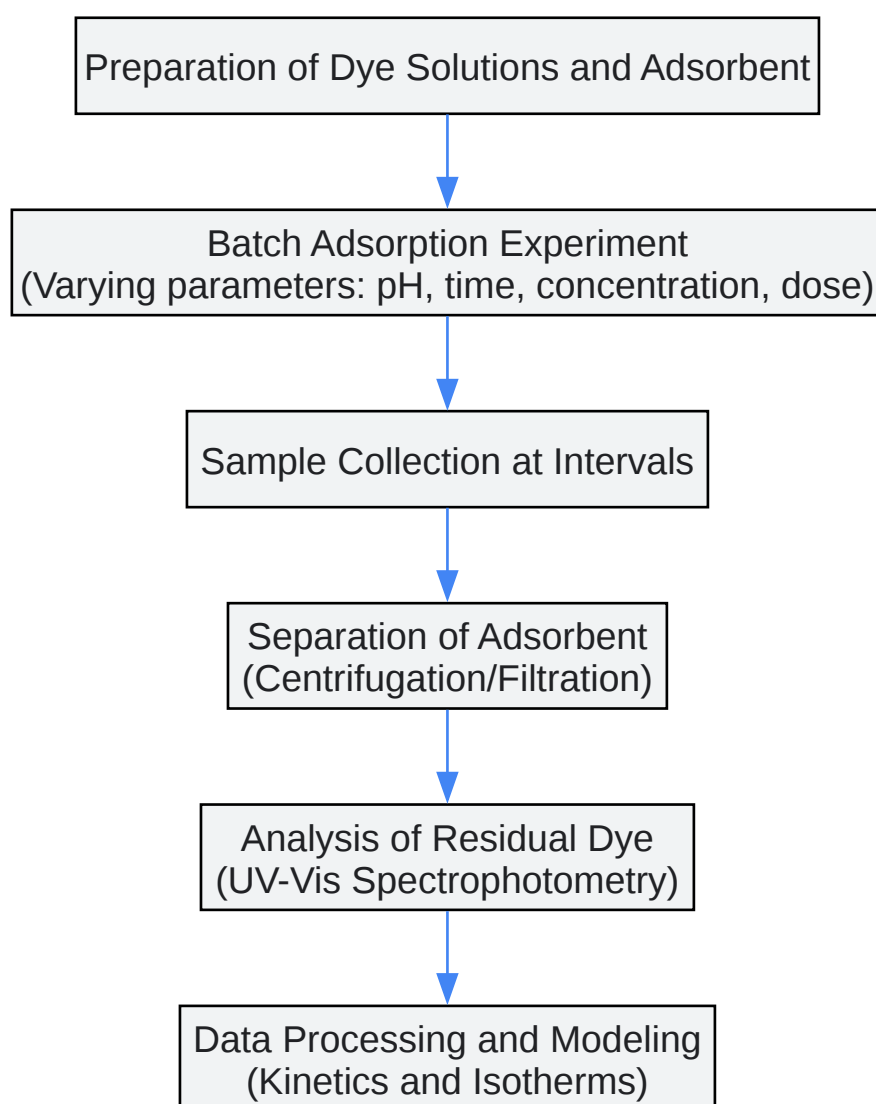 Preparation of Dye Solutions and Adsorbent
Batch Adsorption Experiment
(Varying parameters: pH, time, concentration, dose)
Sample Collection at Intervals
Separation of Adsorbent
(Centrifugation/Filtration)
Analysis of Residual Dye
(UV-Vis Spectrophotometry)
Data Processing and Modeling
(Kinetics and Isotherms)